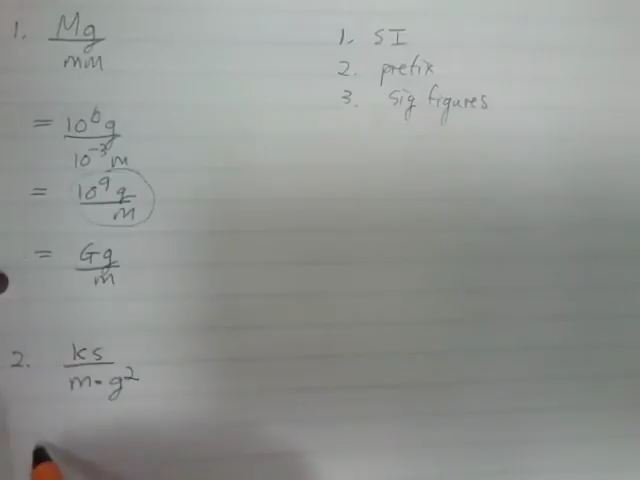 1. Mg/mm
= 10^6 g / 10^-3 m
= 10^9 g / m
= Gg/m
2. ks / m·g^2
1. SI
2. prefix
3. sig figures